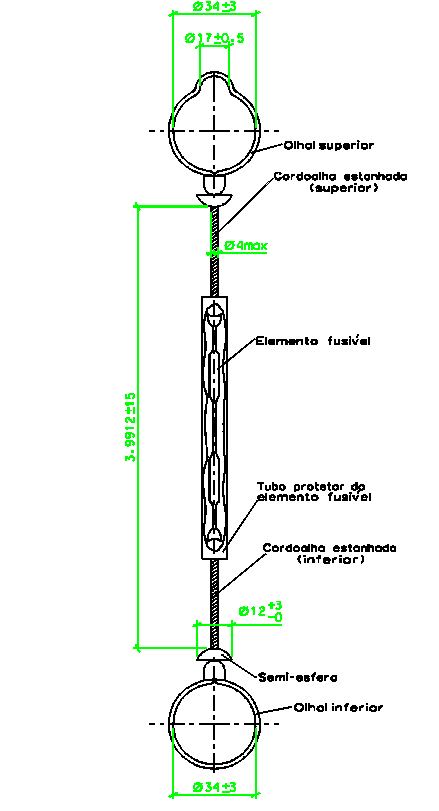 Ø34±3
Ø17±0.5
Olhal superior
Cordoalha estanhada
(superior)
Ø4max
Elemento fusível
3.9912±15
Tubo protetor do
elemento fusível
Cordoalha estanhada
(inferior)
Ø12 +3
-0
Semi-esfera
Olhal inferior
Ø34±3